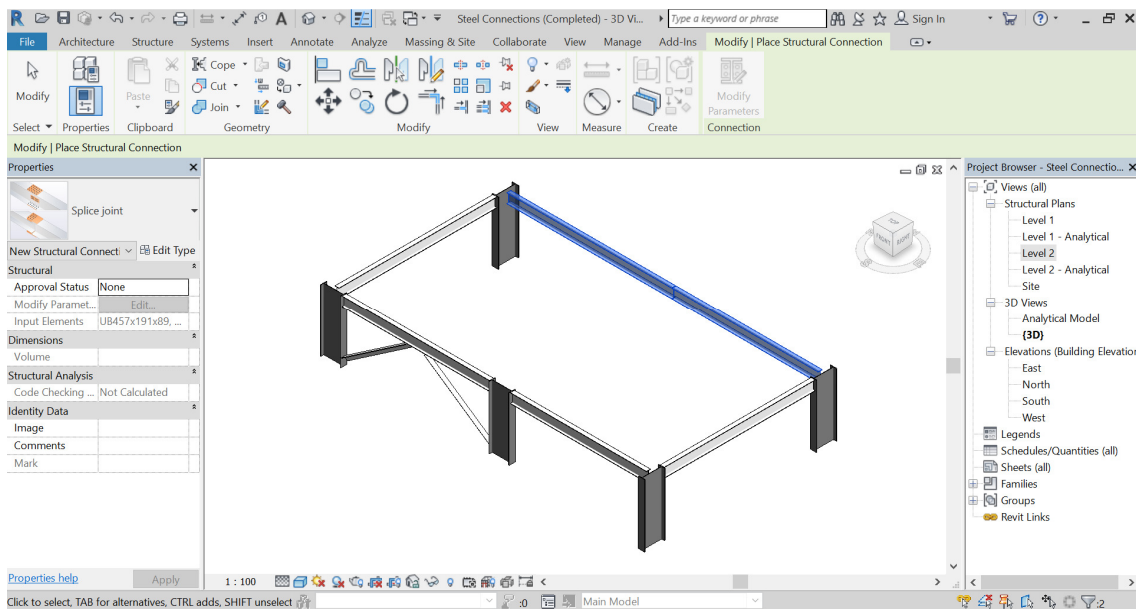 Steel Connections (Completed) - 3D Vi...
Type a keyword or phrase
Sign In
File Architecture Structure Systems Insert Annotate Analyze Massing & Site Collaborate View Manage Add-Ins Modify | Place Structural Connection
Modify
Paste
Cope
Cut
Join
Modify
Parameters
Select Properties Clipboard Geometry Modify View Measure Create Connection
Modify | Place Structural Connection
Properties
Splice joint
New Structural Connecti Edit Type
Structural
Approval Status None
Modify Paramet... Edit...
Input Elements UB457x191x89, ...
Dimensions
Volume
Structural Analysis
Code Checking ... Not Calculated
Identity Data
Image
Comments
Mark
Properties help Apply
TOP
FRONT RIGHT
1 : 100
Project Browser - Steel Connectio...
Views (all)
Structural Plans
Level 1
Level 1 - Analytical
Level 2
Level 2 - Analytical
Site
3D Views
Analytical Model
{3D}
Elevations (Building Elevation
East
North
South
West
Legends
Schedules/Quantities (all)
Sheets (all)
Families
Groups
Revit Links
Click to select, TAB for alternatives, CTRL adds, SHIFT unselect
:0
Main Model
:2